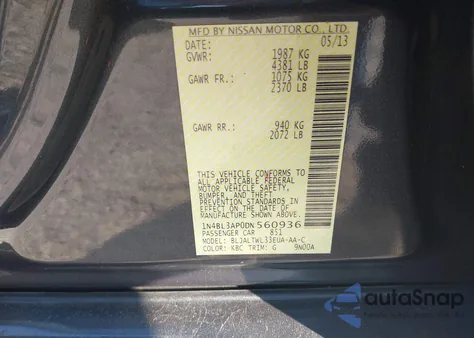 MFD BY NISSAN MOTOR CO., LTD.
DATE: 05/13
GVWR: 1987 KG
4381 LB
GAWR FR.: 1075 KG
2370 LB
GAWR RR.: 940 KG
2072 LB
THIS VEHICLE CONFORMS TO
ALL APPLICABLE FEDERAL
MOTOR VEHICLE SAFETY,
BUMPER, AND THEFT
PREVENTION STANDARDS
IN EFFECT ON THE DATE OF
MANUFACTURE SHOWN ABOVE.
1N4BL3AP0DN560936
PASSENGER CAR 851
MODEL: BLJALTWL33EUA-AA-C
COLOR: KBC TRIM: G 9N00A
autoSnap